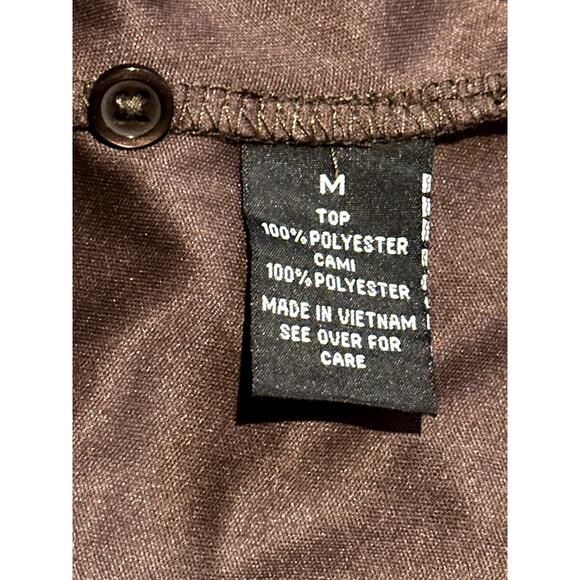 M
TOP
100% POLYESTER
CAMI
100% POLYESTER
MADE IN VIETNAM
SEE OVER FOR
CARE